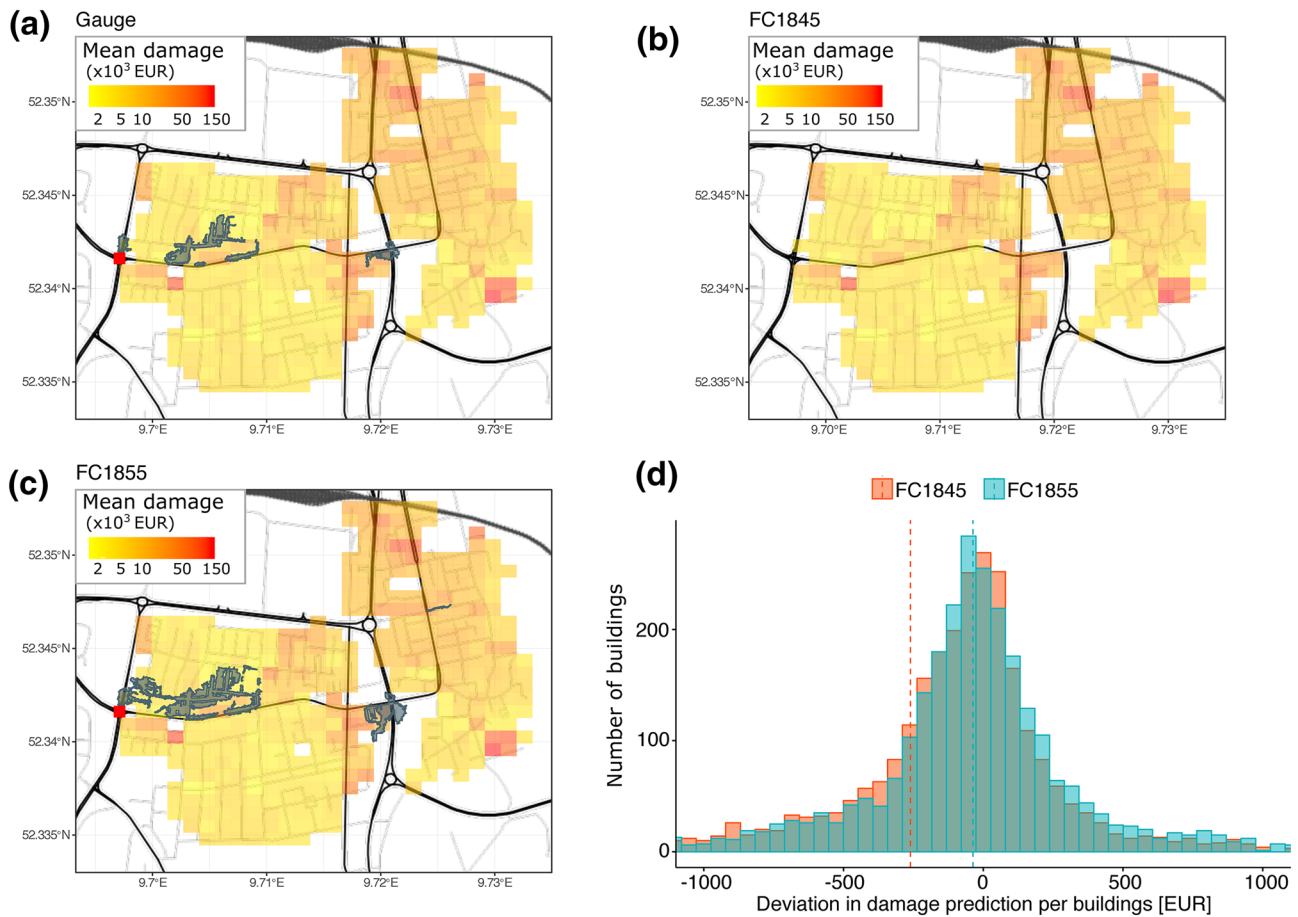 (a)
Gauge
Mean damage
(x10³ EUR)
2 5 10 50 150
52.35°N
52.345°N
52.34°N
52.335°N
9.7°E 9.71°E 9.72°E 9.73°E
(b)
FC1845
Mean damage
(x10³ EUR)
2 5 10 50 150
52.35°N
52.345°N
52.34°N
52.335°N
9.70°E 9.71°E 9.72°E 9.73°E
(c)
FC1855
Mean damage
(x10³ EUR)
2 5 10 50 150
52.35°N
52.345°N
52.34°N
52.335°N
9.7°E 9.71°E 9.72°E 9.73°E
(d)
FC1845 FC1855
Number of buildings
200
100
0
-1000 -500 0 500 1000
Deviation in damage prediction per buildings [EUR]